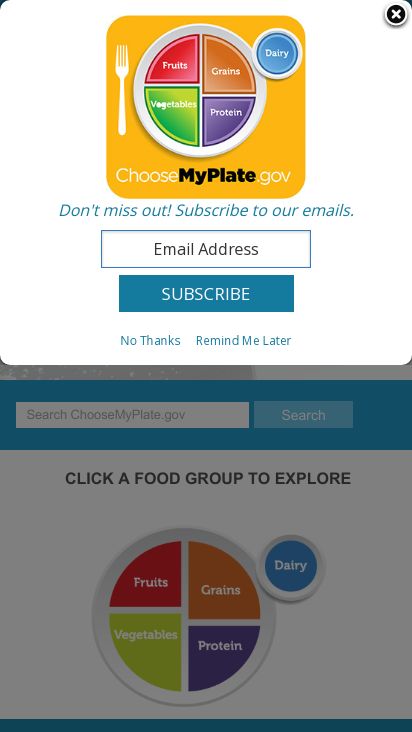 Fruits
Grains
Dairy
Vegetables
Protein
ChooseMyPlate.gov
Don't miss out! Subscribe to our emails.
Email Address
SUBSCRIBE
No Thanks Remind Me Later
Search ChooseMyPlate.gov Search
CLICK A FOOD GROUP TO EXPLORE
Fruits
Grains
Dairy
Vegetables
Protein